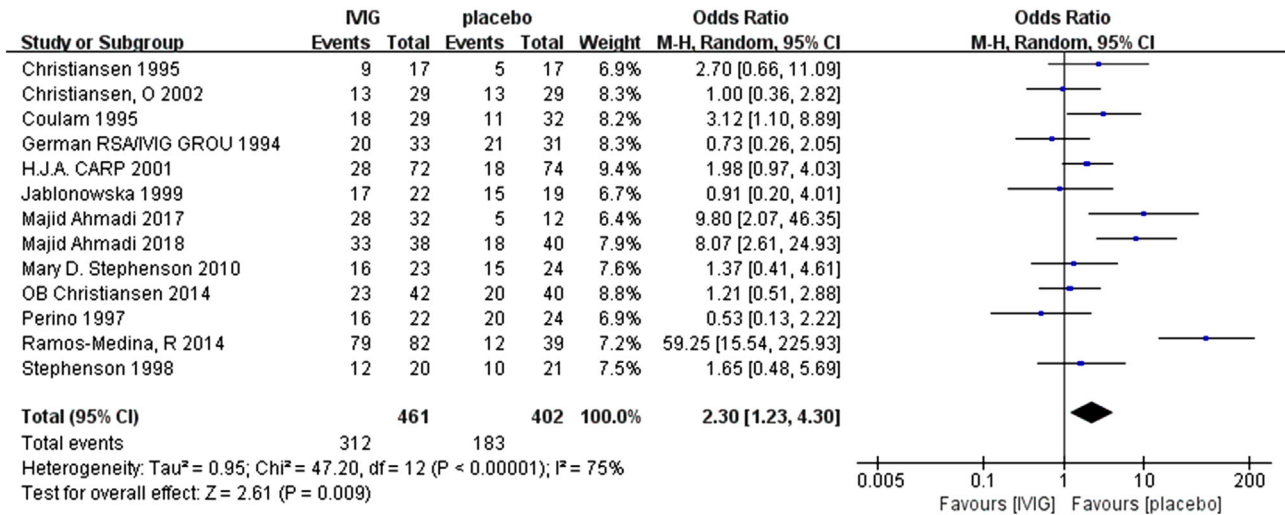 IVIG placebo Odds Ratio Odds Ratio
Study or Subgroup Events Total Events Total Weight M-H, Random, 95% CI M-H, Random, 95% CI
Christiansen 1995 9 17 5 17 6.9% 2.70 [0.66, 11.09]
Christiansen, O 2002 13 29 13 29 8.3% 1.00 [0.36, 2.82]
Coulam 1995 18 29 11 32 8.2% 3.12 [1.10, 8.89]
German RSA/IVIG GROU 1994 20 33 21 31 8.3% 0.73 [0.26, 2.05]
H.J.A. CARP 2001 28 72 18 74 9.4% 1.98 [0.97, 4.03]
Jablonowska 1999 17 22 15 19 6.6% 0.91 [0.20, 4.01]
Majid Ahmadi 2017 28 32 5 12 6.4% 9.80 [2.07, 46.35]
Majid Ahmadi 2018 33 38 18 40 7.9% 8.07 [2.61, 24.93]
Mary D. Stephenson 2010 16 23 15 24 7.6% 1.37 [0.41, 4.61]
OB Christiansen 2014 23 42 20 40 8.8% 1.21 [0.51, 2.88]
Perino 1997 16 22 20 24 6.9% 0.53 [0.13, 2.22]
Ramos-Medina, R 2014 79 82 12 39 7.2% 59.25 [15.54, 225.93]
Stephenson 1998 12 20 10 21 7.5% 1.65 [0.48, 5.69]
Total (95% CI) 461 402 100.0% 2.30 [1.23, 4.30]
Total events 312 183
Heterogeneity: Tau² = 0.95; Chi² = 47.20, df = 12 (P < 0.00001); I² = 75%
Test for overall effect: Z = 2.61 (P = 0.009)
0.005 0.1 1 10 200
Favours [IVIG] Favours [placebo]